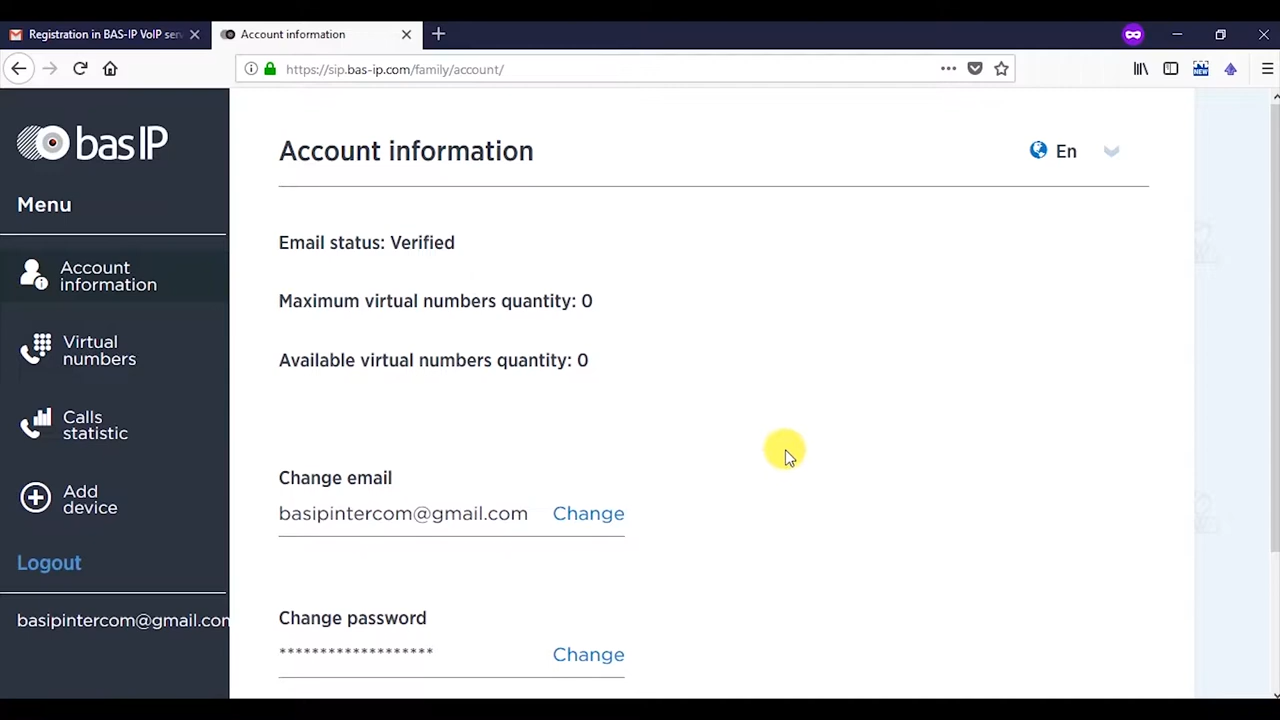 Registration in BAS-IP VoIP serv
Account information
https://sip.bas-ip.com/family/account/
NEW
bas IP
Menu
Account
information
Virtual
numbers
Calls
statistic
Add
device
Logout
basipintercom@gmail.com
Account information
En
Email status: Verified
Maximum virtual numbers quantity: 0
Available virtual numbers quantity: 0
Change email
basipintercom@gmail.com Change
Change password
******************* Change